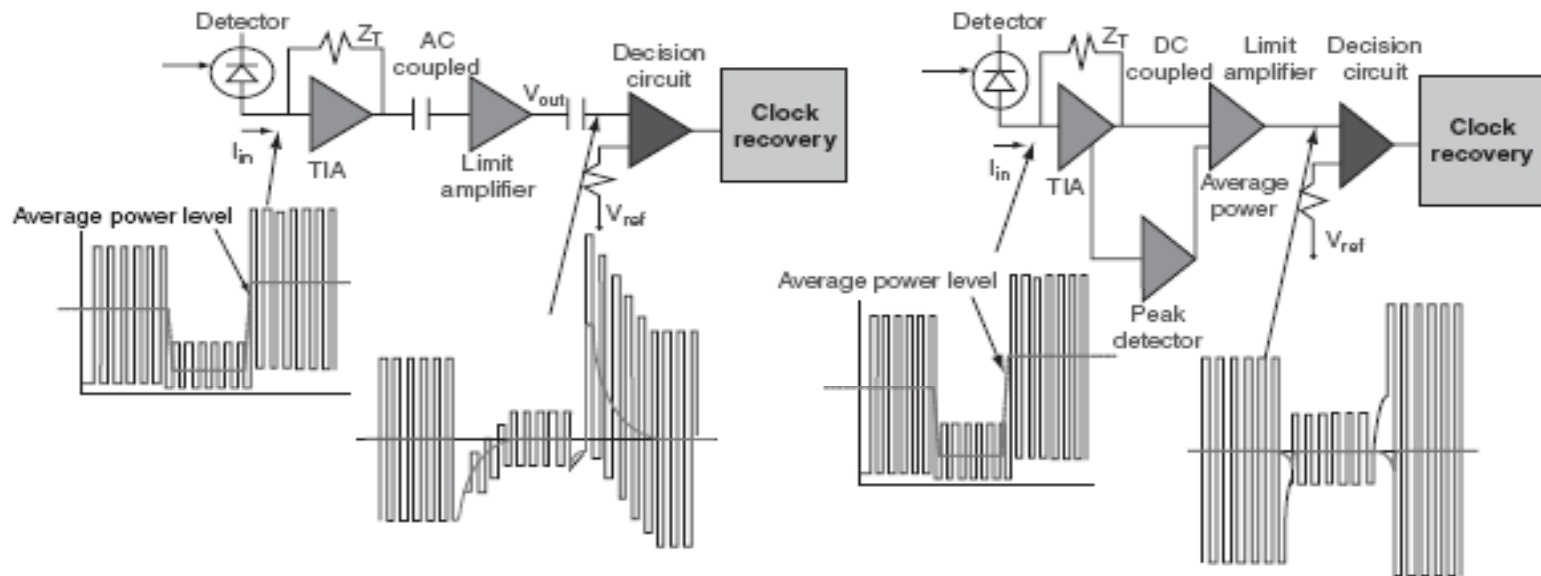 Detector
Z_T
AC
coupled
V_out
Decision
circuit
Clock
recovery
I_in
TIA
Limit
amplifier
V_ref
Average power level
Detector
Z_T
DC
coupled
Limit
amplifier
Decision
circuit
Clock
recovery
I_in
TIA
Average
power
V_ref
Average power level
Peak
detector